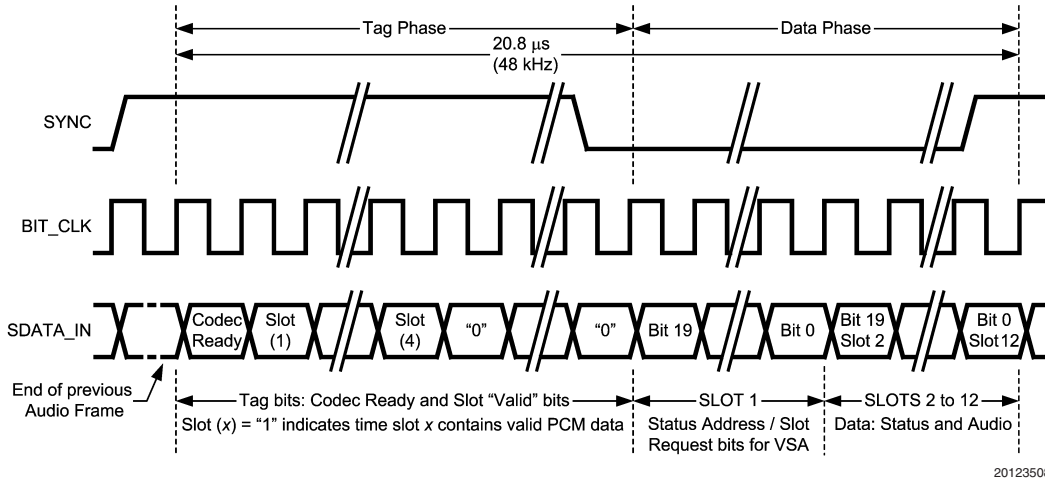 Tag Phase
Data Phase
20.8 μs
(48 kHz)
SYNC
BIT_CLK
SDATA_IN
Codec
Ready
Slot
(1)
Slot
(4)
“0”
“0”
Bit 19
Bit 0
Bit 19
Slot 2
Bit 0
Slot12
End of previous
Audio Frame
Tag bits: Codec Ready and Slot “Valid” bits
Slot (x) = “1” indicates time slot x contains valid PCM data
SLOT 1
Status Address / Slot
Request bits for VSA
SLOTS 2 to 12
Data: Status and Audio